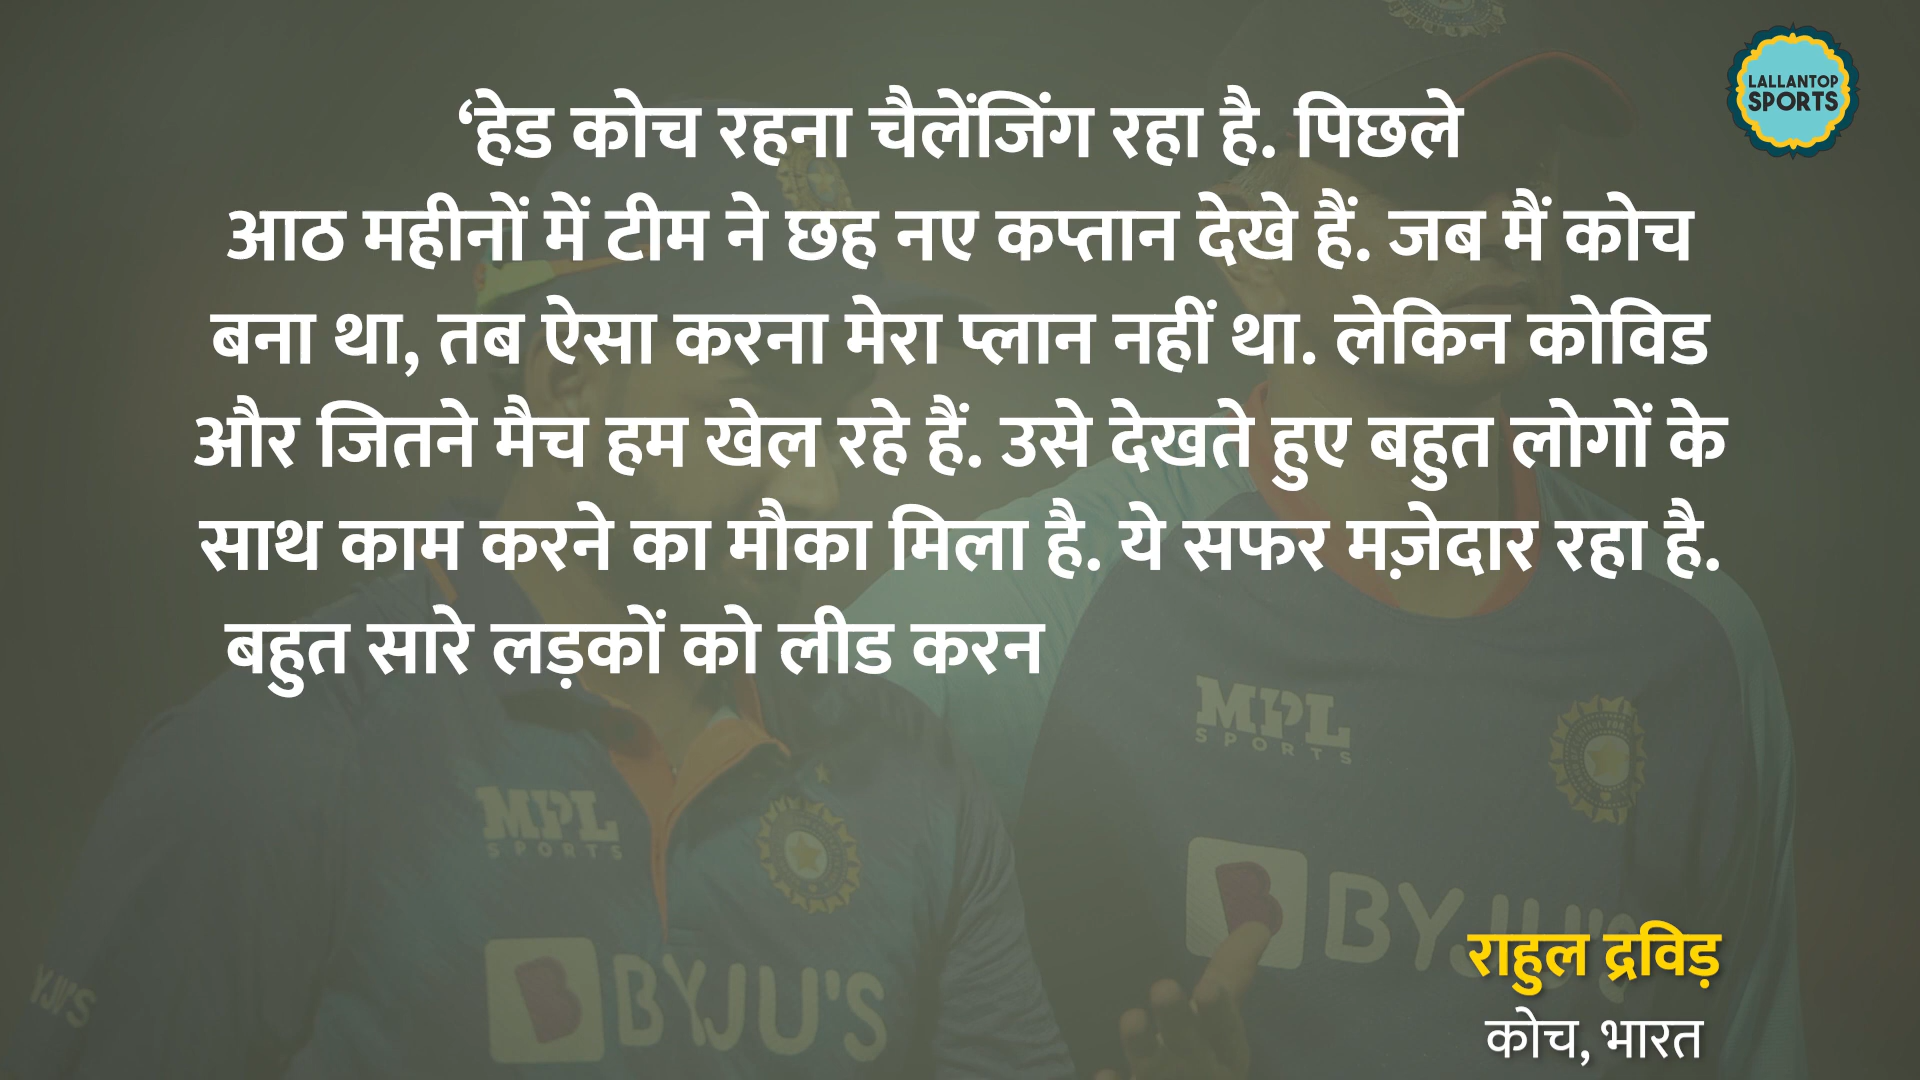 LALLANTOP
SPORTS
‘हेड कोच रहना चैलेंजिंग रहा है. पिछले
आठ महीनों में टीम ने छह नए कप्तान देखे हैं. जब मैं कोच
बना था, तब ऐसा करना मेरा प्लान नहीं था. लेकिन कोविड
और जितने मैच हम खेल रहे हैं. उसे देखते हुए बहुत लोगों के
साथ काम करने का मौका मिला है. ये सफर मज़ेदार रहा है.
बहुत सारे लड़कों को लीड करन
MPL
SPORTS
MPL
SPORTS
B BYJU'S
B BYJU'S
YJU'S
राहुल द्रविड़
कोच, भारत